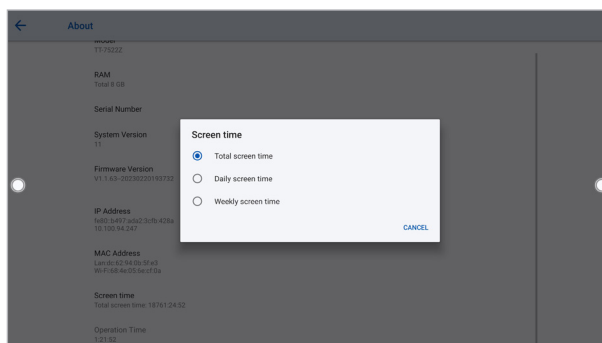 About
Model
TT-7522Z
RAM
Total 8 GB
Serial Number
System Version
11
Firmware Version
V1.1.63--20230220193732
IP Address
fe80::b497:ada2:3cfb:428a
10.100.94.247
MAC Address
Lan:dc:62:94:0b:5f:e3
Wi-Fi:68:4e:05:6e:cf:0a
Screen time
Total screen time: 18761:24:52
Operation Time
1:21:52
Screen time
Total screen time
Daily screen time
Weekly screen time
CANCEL